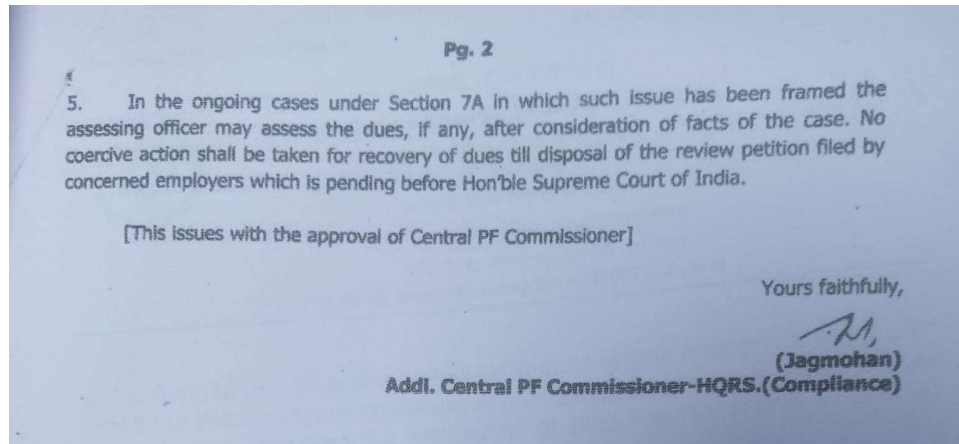 Pg. 2
5. In the ongoing cases under Section 7A in which such issue has been framed the
assessing officer may assess the dues, if any, after consideration of facts of the case. No
coercive action shall be taken for recovery of dues till disposal of the review petition filed by
concerned employers which is pending before Hon'ble Supreme Court of India.
[This issues with the approval of Central PF Commissioner]
Yours faithfully,
(Jagmohan)
Addl. Central PF Commissioner-HQRS.(Compliance)